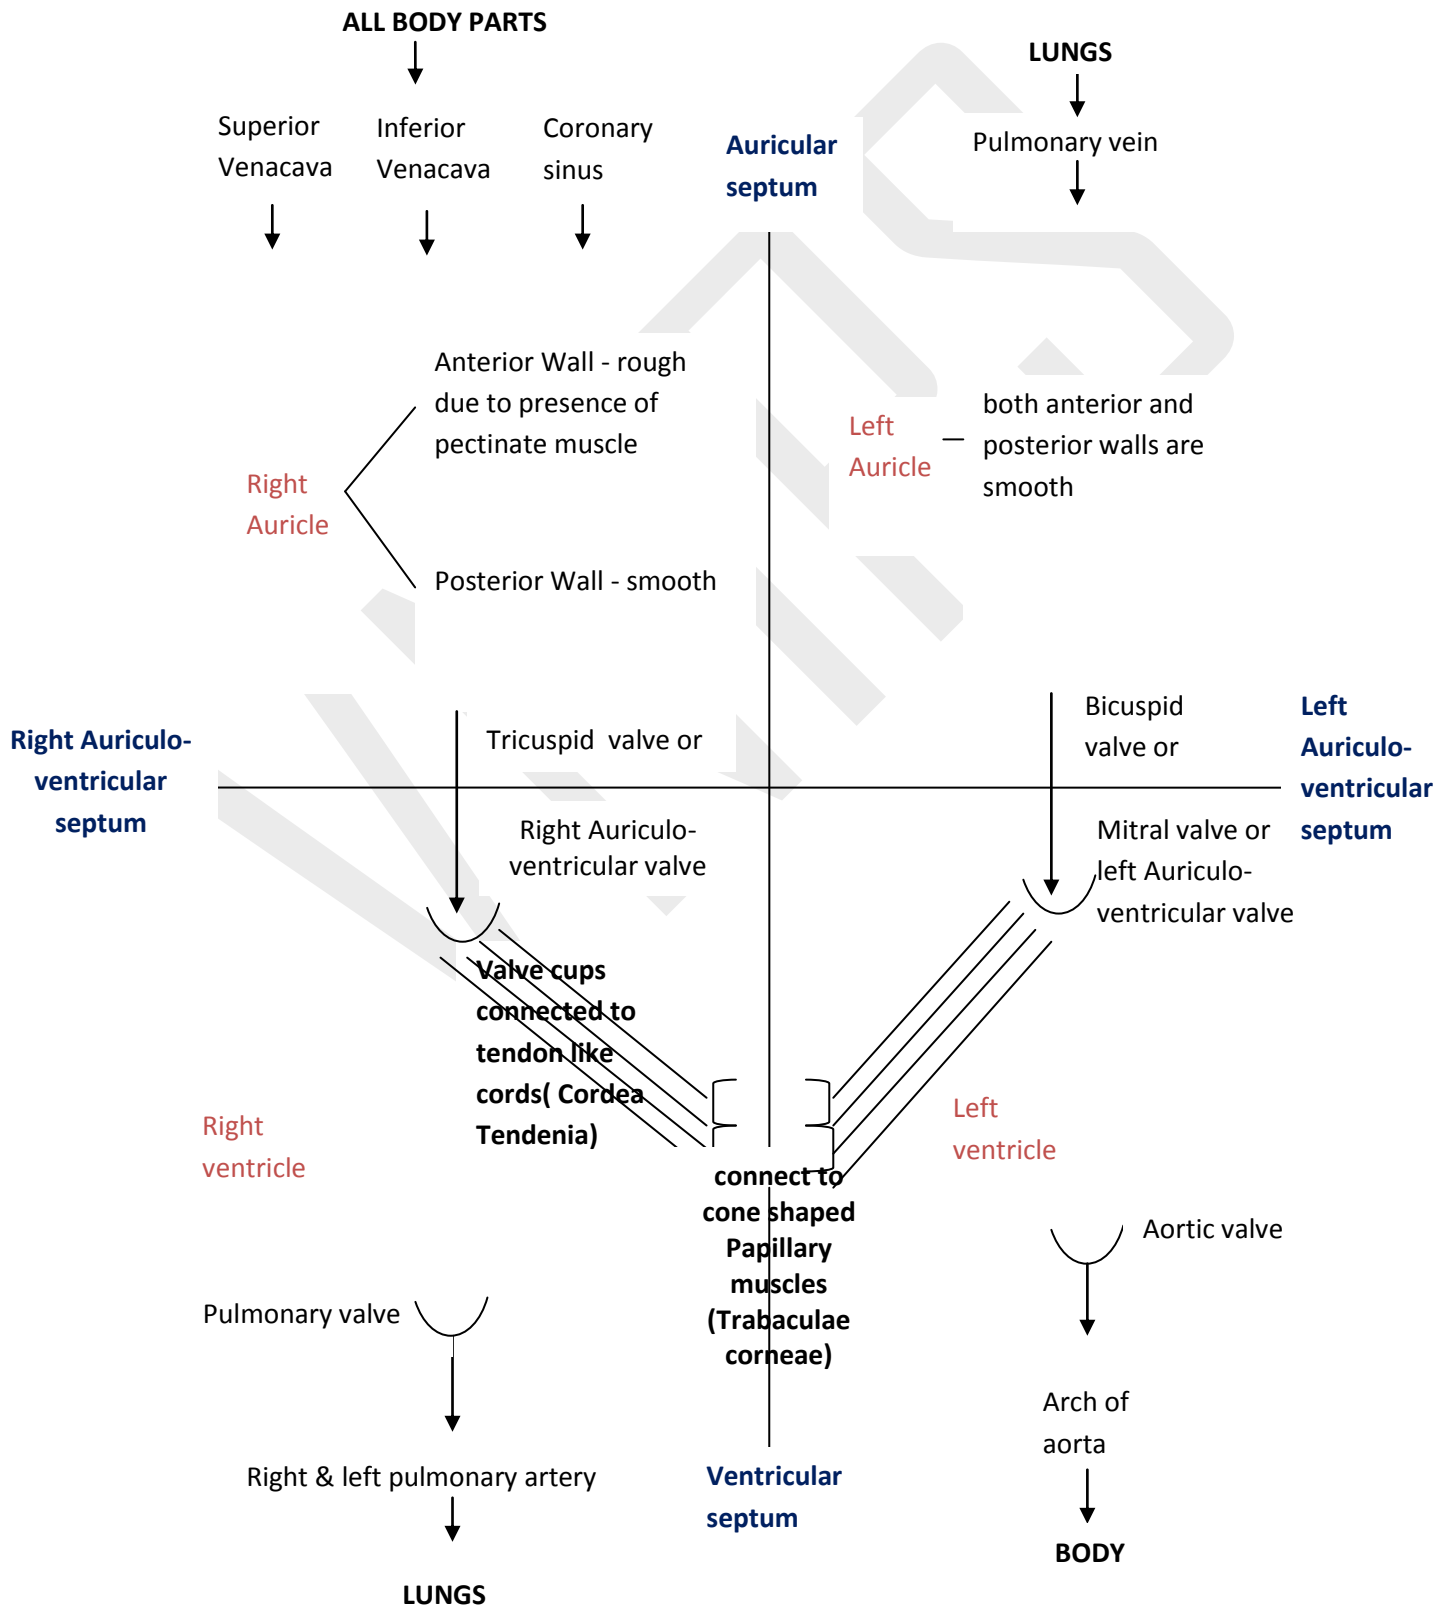 ALL BODY PARTS
LUNGS
Superior
Venacava
Inferior
Venacava
Coronary
sinus
Auricular
septum
Pulmonary vein
Anterior Wall - rough
due to presence of
pectinate muscle
Right
Auricle
Posterior Wall - smooth
Left
Auricle
both anterior and
posterior walls are
smooth
Right Auriculo-
ventricular
septum
Tricuspid valve or
Right Auriculo-
ventricular valve
Bicuspid
valve or
Mitral valve or
left Auriculo-
ventricular valve
Left
Auriculo-
ventricular
septum
Valve cups
connected to
tendon like
cords( Cordea
Tendenia)
Right
ventricle
Left
ventricle
connect to
cone shaped
Papillary
muscles
(Trabaculae
corneae)
Aortic valve
Pulmonary valve
Arch of
aorta
Right & left pulmonary artery
Ventricular
septum
BODY
LUNGS